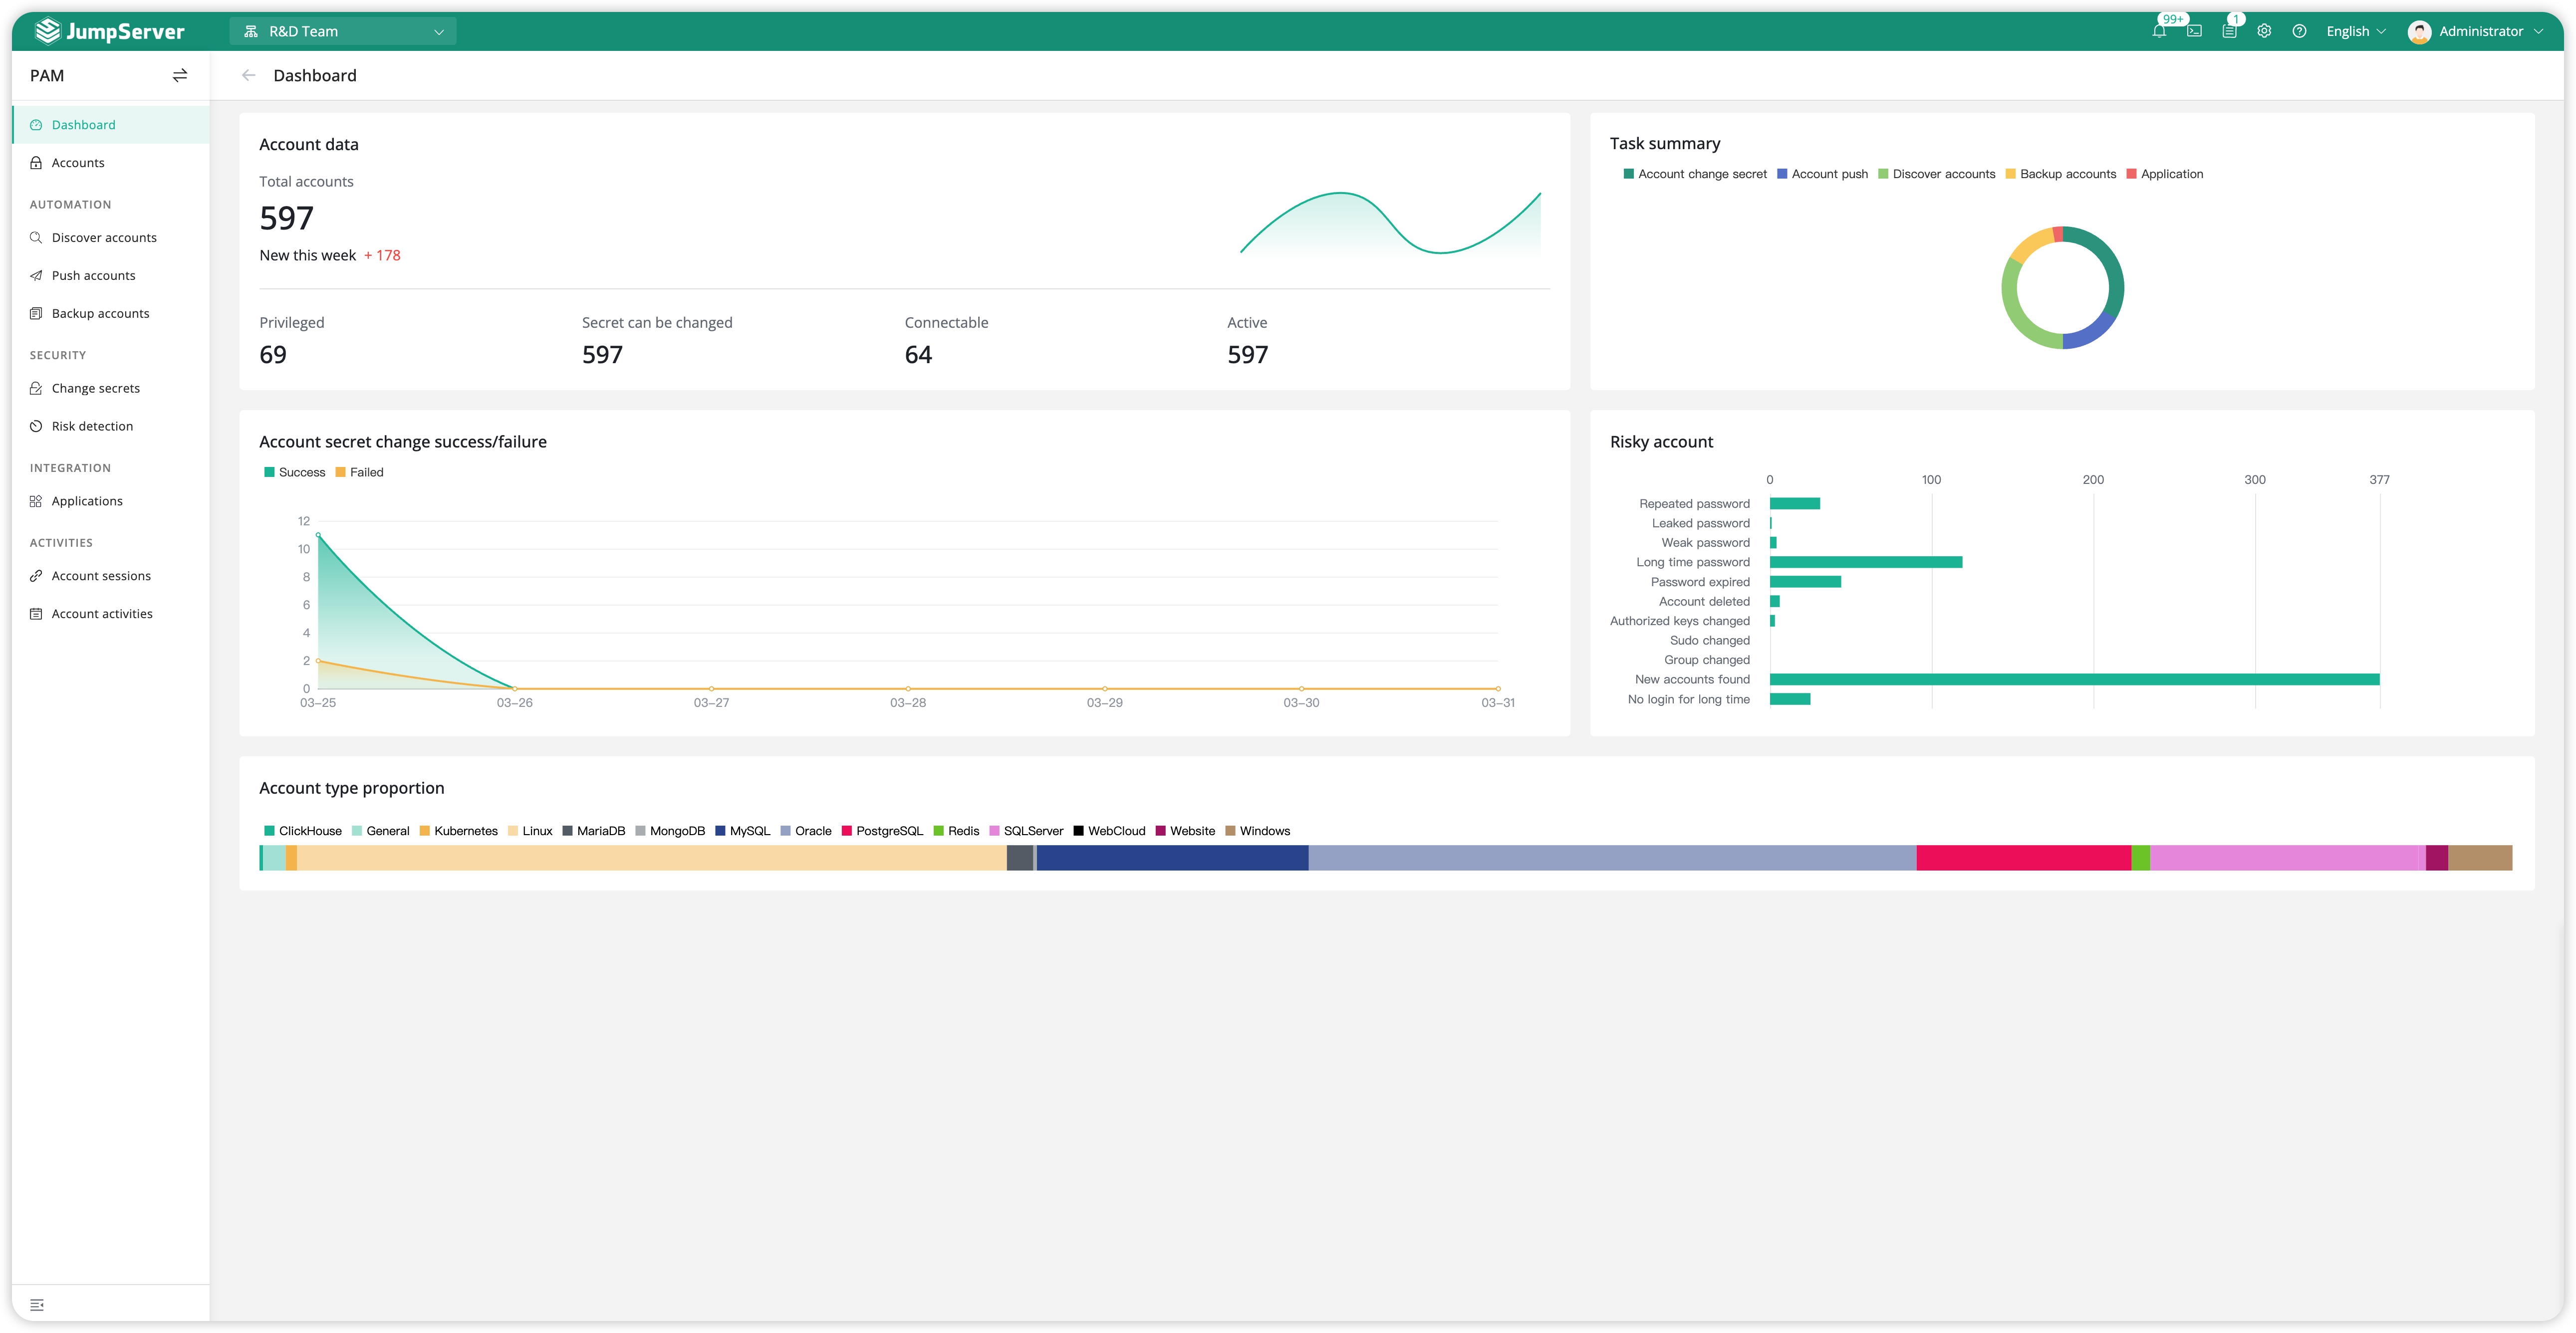 JumpServer
R&D Team
99+
1
English
Administrator
PAM
Dashboard
Dashboard
Accounts
AUTOMATION
Discover accounts
Push accounts
Backup accounts
SECURITY
Change secrets
Risk detection
INTEGRATION
Applications
ACTIVITIES
Account sessions
Account activities
Account data
Total accounts
597
New this week + 178
Privileged
69
Secret can be changed
597
Connectable
64
Active
597
Task summary
Account change secret Account push Discover accounts Backup accounts Application
Account secret change success/failure
Success Failed
12
10
8
6
4
2
0
03-25 03-26 03-27 03-28 03-29 03-30 03-31
Risky account
0 100 200 300 377
Repeated password
Leaked password
Weak password
Long time password
Password expired
Account deleted
Authorized keys changed
Sudo changed
Group changed
New accounts found
No login for long time
Account type proportion
ClickHouse General Kubernetes Linux MariaDB MongoDB MySQL Oracle PostgreSQL Redis SQLServer WebCloud Website Windows